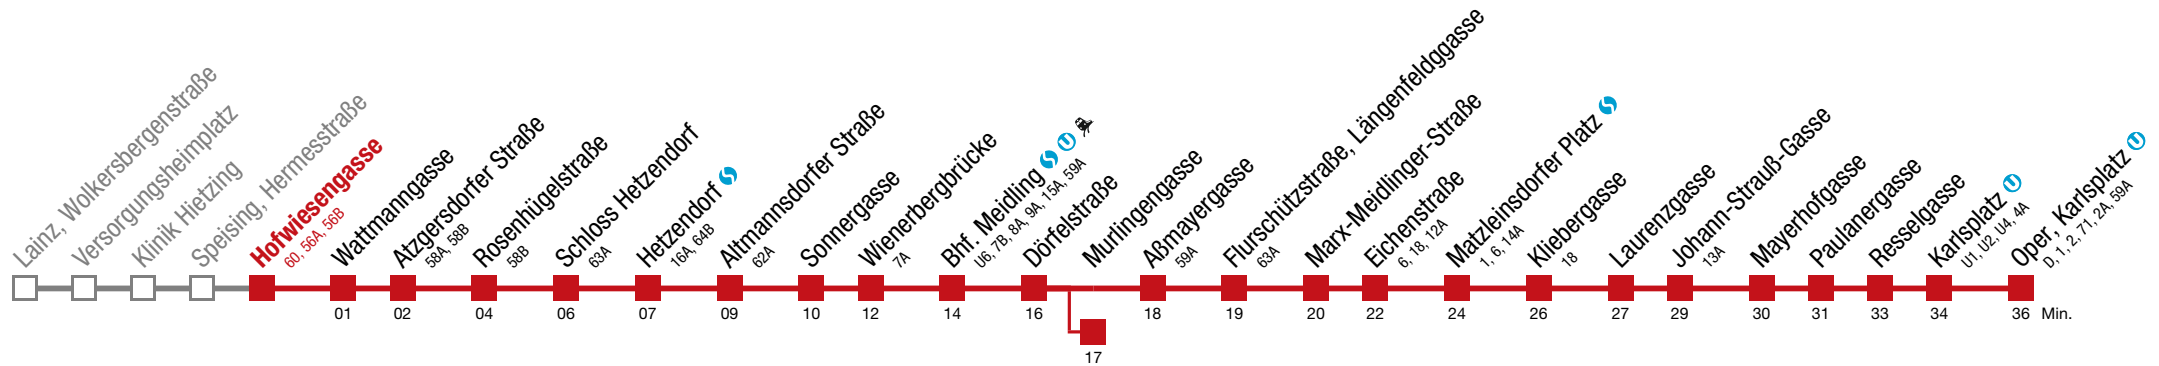 Lainz, Wolkersbergenstraße
Versorgungsheimplatz
Klinik Hietzing
Speising, Hermesstraße
Hofwiesengasse
60, 56A, 56B
Wattmanngasse
Atzgersdorfer Straße
58A, 58B
Rosenhügelstraße
58B
Schloss Hetzendorf
63A
Hetzendorf
16A, 64B
Altmannsdorfer Straße
62A
Sonnergasse
Wienerbergbrücke
7A
Bhf. Meidling U
U6, 7B, 8A, 9A, 15A, 59A
Dörfelstraße
Murlingengasse
Aßmayergasse
59A
Flurschützstraße, Längenfeldggasse
63A
Marx-Meidlinger-Straße
Eichenstraße
6, 18, 12A
Matzleinsdorfer Platz
1, 6, 14A
Kliebergasse
18
Laurenzgasse
Johann-Strauß-Gasse
13A
Mayerhofgasse
Paulanergasse
Resselgasse
Karlsplatz U
U1, U2, U4, 4A
Oper, Karlsplatz U
D, 1, 2, 71, 2A, 59A
01 02 04 06 07 09 10 12 14 16 18 19 20 22 24 26 27 29 30 31 33 34 36 Min.
17